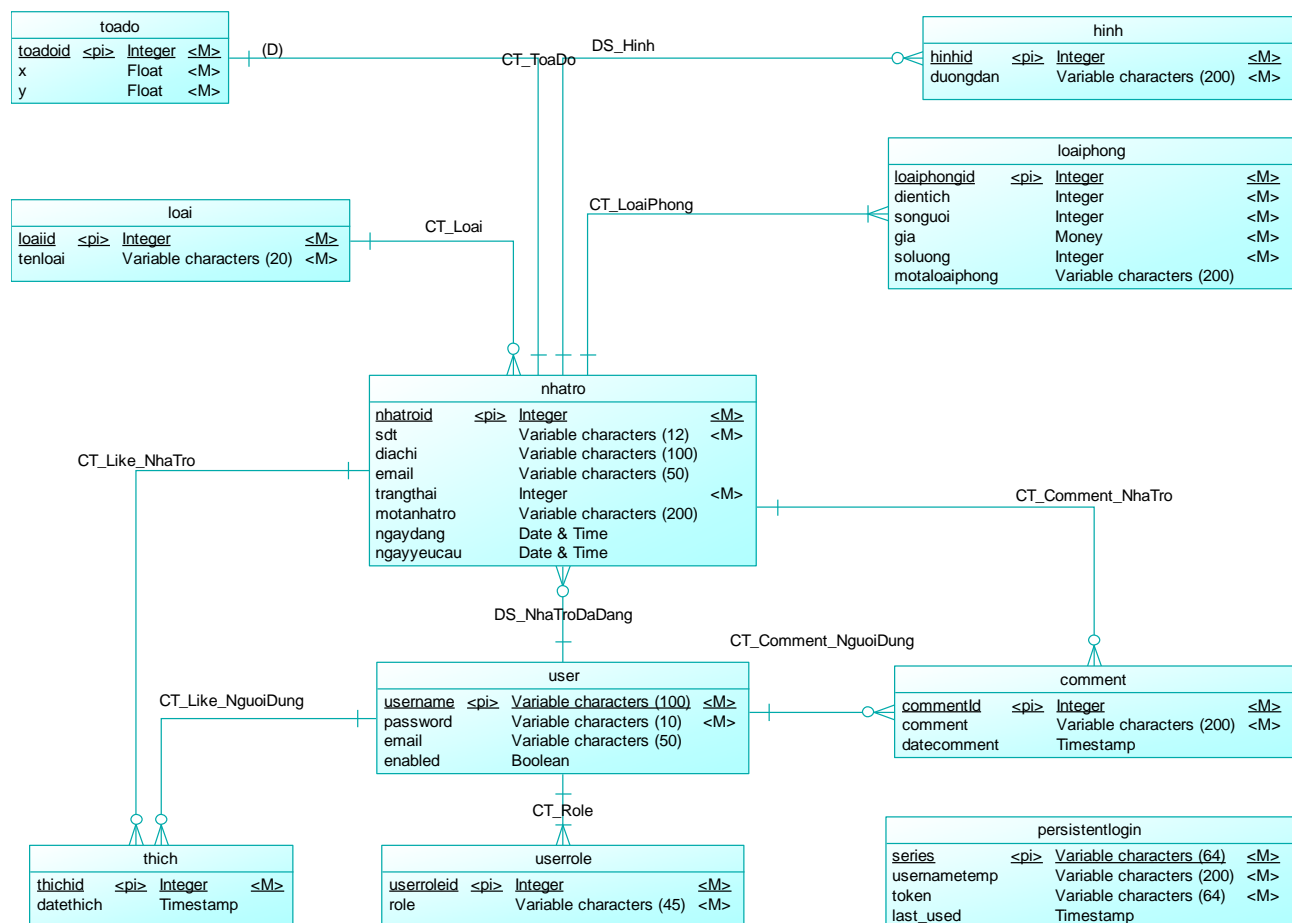 toado
toadoid <pi> Integer <M>
x Float <M>
y Float <M>
(D)
CT_ToaDo
DS_Hinh
hinh
hinhid <pi> Integer <M>
duongdan Variable characters (200) <M>
loaiphong
loaiphongid <pi> Integer <M>
dientich Integer <M>
songuoi Integer <M>
gia Money <M>
soluong Integer <M>
motaloaiphong Variable characters (200)
CT_LoaiPhong
loai
loaiid <pi> Integer <M>
tenloai Variable characters (20) <M>
CT_Loai
nhatro
nhatroid <pi> Integer <M>
sdt Variable characters (12) <M>
diachi Variable characters (100)
email Variable characters (50)
trangthai Integer <M>
motanhatro Variable characters (200)
ngaydang Date & Time
ngayyeucau Date & Time
CT_Like_NhaTro
CT_Comment_NhaTro
DS_NhaTroDaDang
CT_Comment_NguoiDung
user
username <pi> Variable characters (100) <M>
password Variable characters (10) <M>
email Variable characters (50)
enabled Boolean
CT_Like_NguoiDung
comment
commentId <pi> Integer <M>
comment Variable characters (200) <M>
datecomment Timestamp
CT_Role
thich
thichid <pi> Integer <M>
datethich Timestamp
userrole
userroleid <pi> Integer <M>
role Variable characters (45) <M>
persistentlogin
series <pi> Variable characters (64) <M>
usernametemp Variable characters (200) <M>
token Variable characters (64) <M>
last_used Timestamp